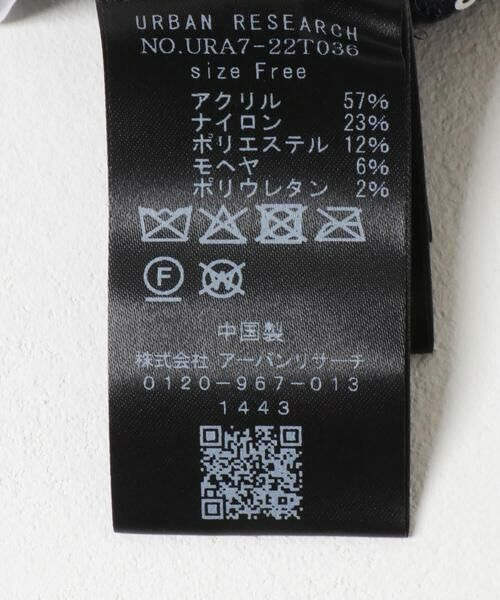 URBAN RESEARCH
NO.URA7-22T036
size Free
アクリル 57%
ナイロン 23%
ポリエステル 12%
モヘヤ 6%
ポリウレタン 2%
F W
中国製
株式会社 アーバンリサーチ
0120-967-013
1443